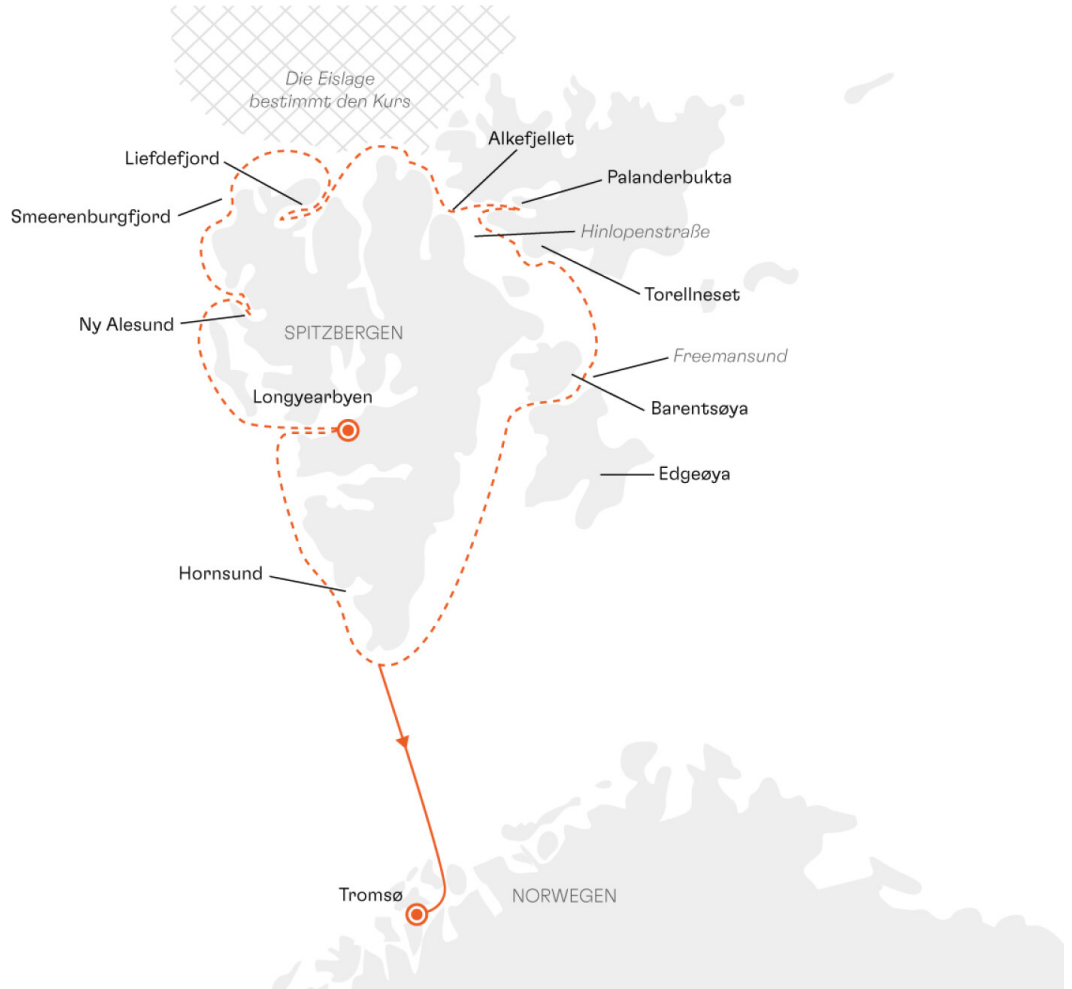 Die Eislage
bestimmt den Kurs
Alkefjellet
Liefdefjord
Palanderbukta
Smeerenburgfjord
Hinlopenstraße
Torellneset
Ny Alesund
SPITZBERGEN
Freemansund
Longyearbyen
Barentsøya
Edgeøya
Hornsund
Tromsø
NORWEGEN